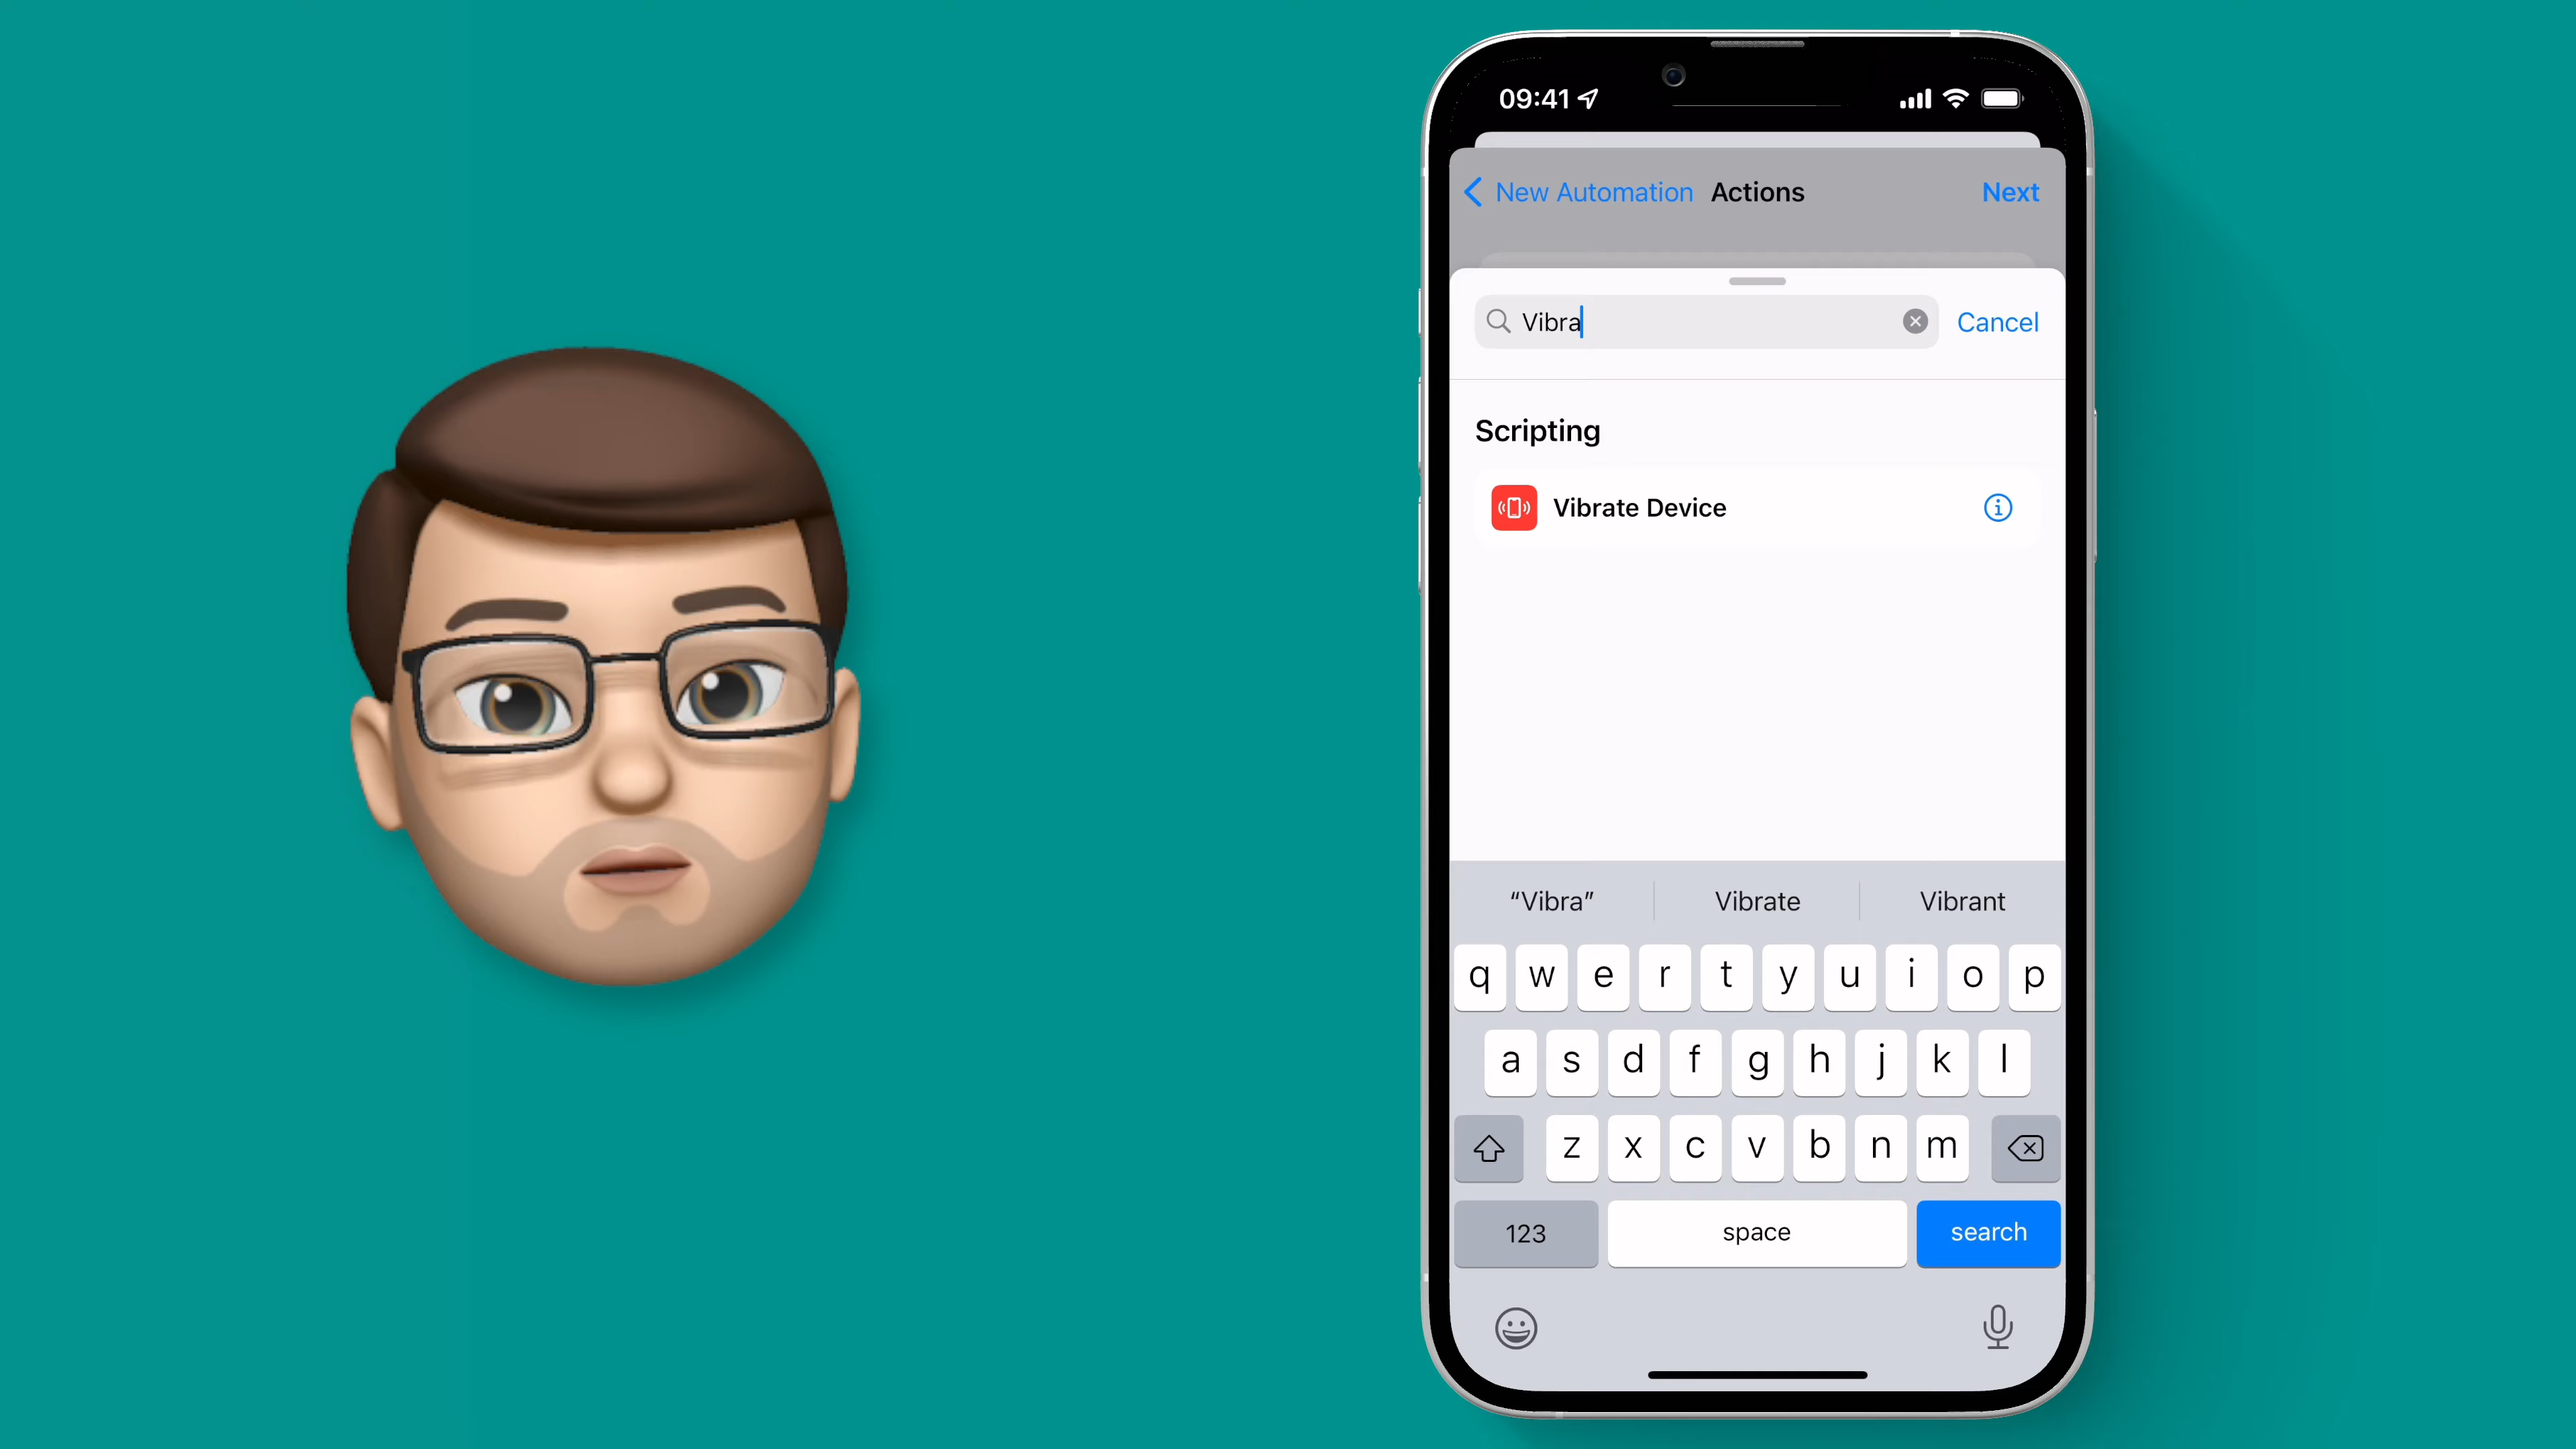 09:41
New Automation Actions Next
Vibra Cancel
Scripting
Vibrate Device
“Vibra” Vibrate Vibrant
q w e r t y u i o p
a s d f g h j k l
z x c v b n m
123 space search